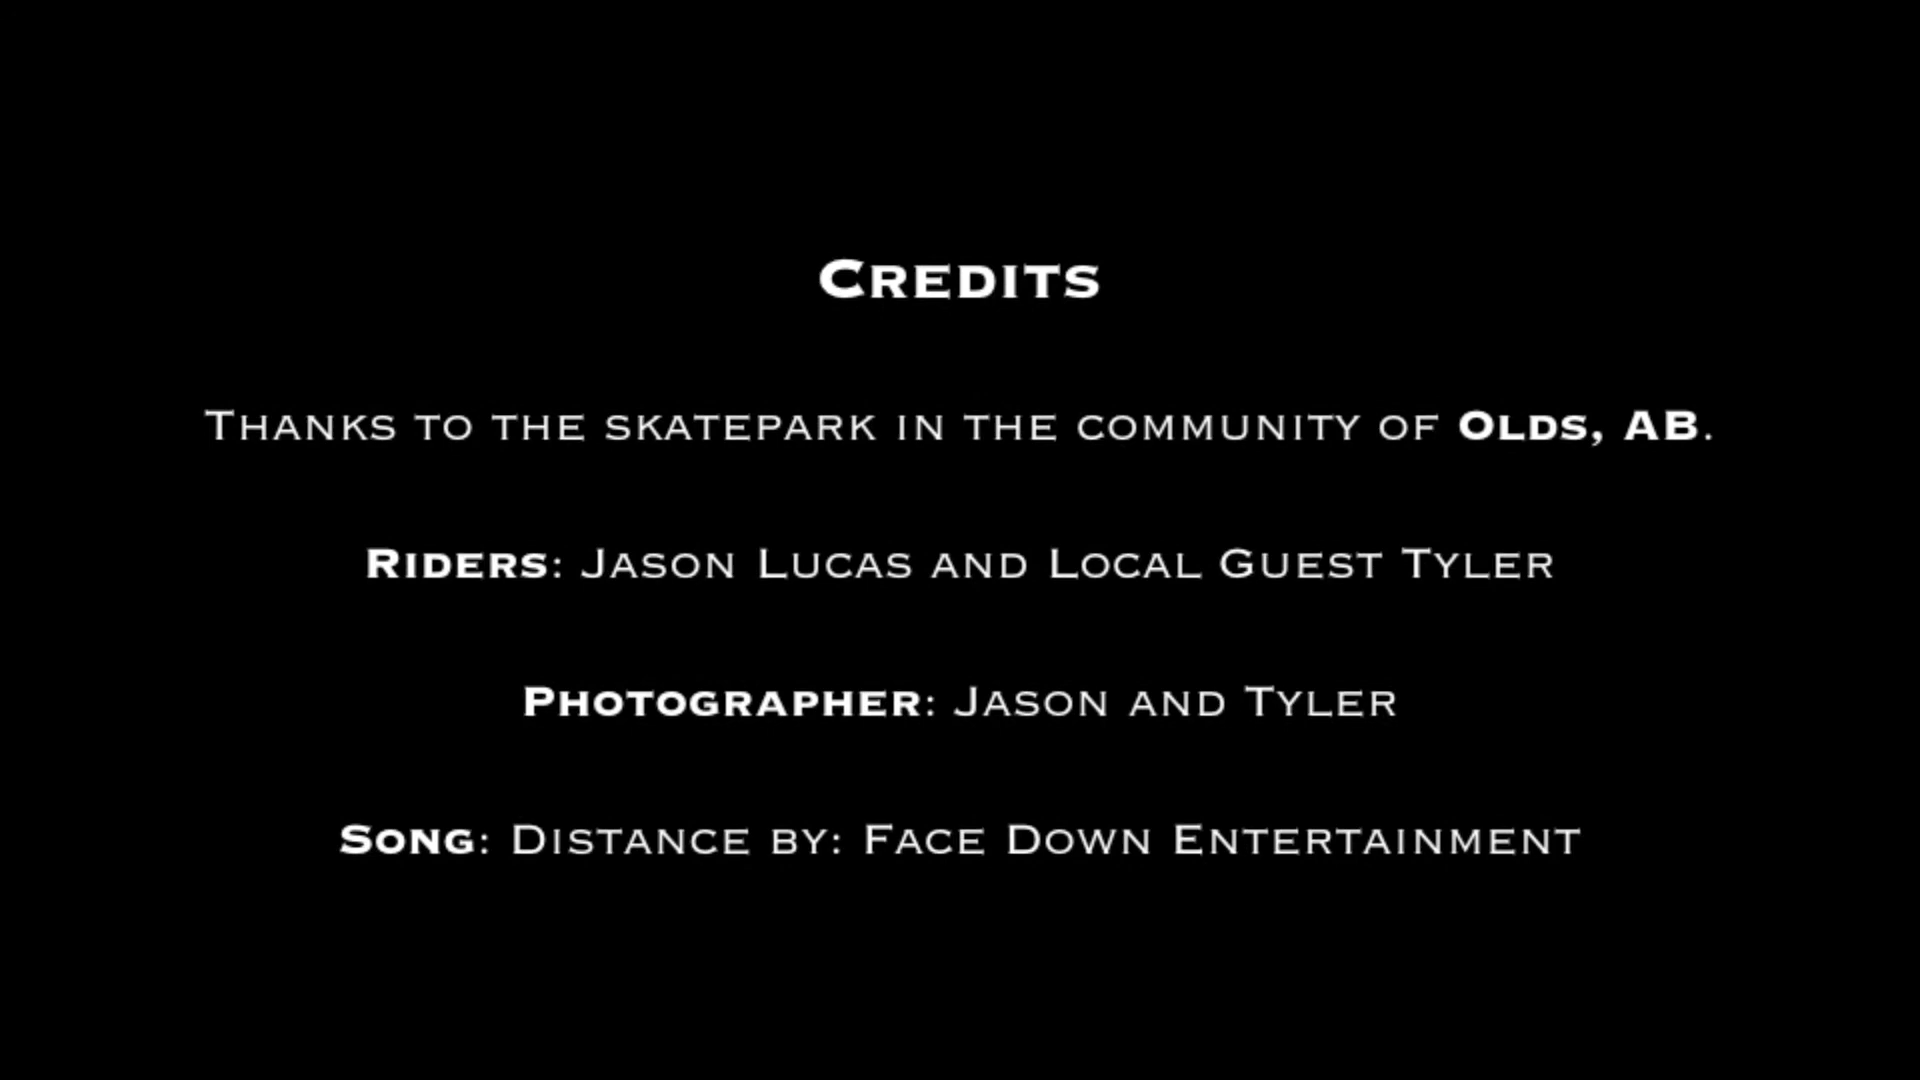 Credits
Thanks to the skatepark in the community of Olds, AB.
Riders: Jason Lucas and Local Guest Tyler
Photographer: Jason and Tyler
Song: Distance by: Face Down Entertainment